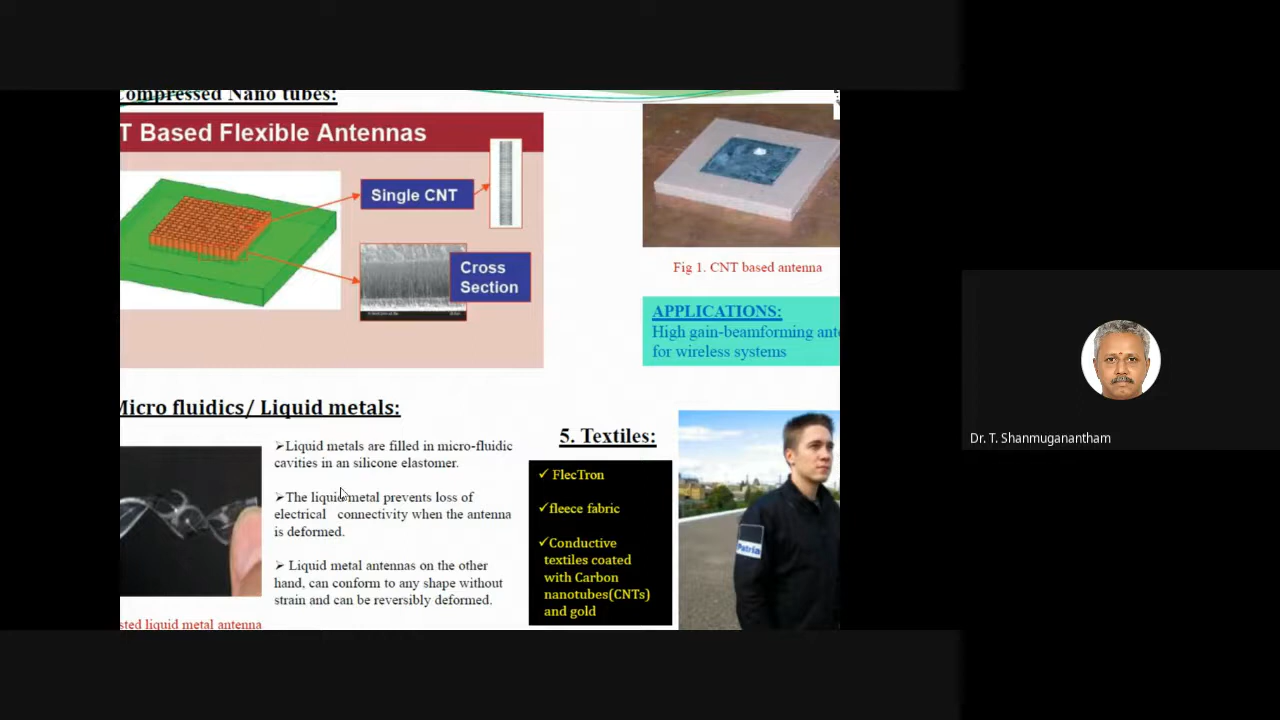 Compressed Nano tubes:
T Based Flexible Antennas
Single CNT
Cross
Section
Fig 1. CNT based antenna
APPLICATIONS:
High gain-beamforming ant
for wireless systems
Micro fluidics/ Liquid metals:
➢Liquid metals are filled in micro-fluidic
cavities in an silicone elastomer.
➢The liquid metal prevents loss of
electrical connectivity when the antenna
is deformed.
➢ Liquid metal antennas on the other
hand, can conform to any shape without
strain and can be reversibly deformed.
sted liquid metal antenna
5. Textiles:
✓ FlecTron
✓fleece fabric
✓Conductive
textiles coated
with Carbon
nanotubes(CNTs)
and gold
Patria
Dr. T. Shanmuganantham